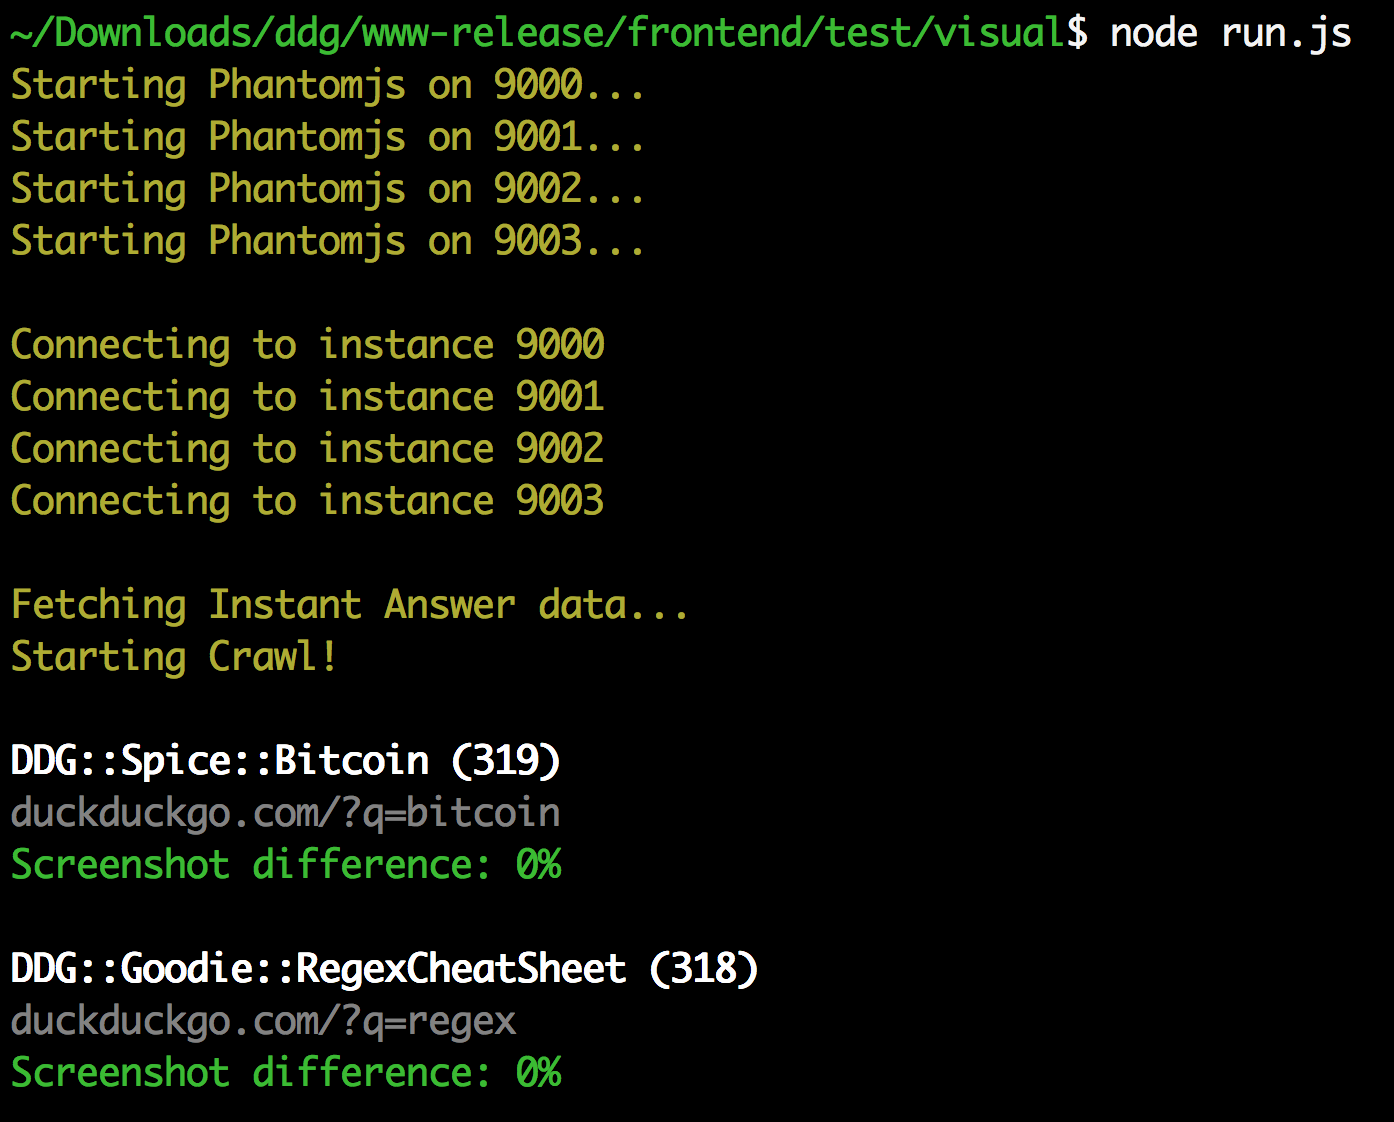 ~/Downloads/ddg/www-release/frontend/test/visual$ node run.js
Starting Phantomjs on 9000...
Starting Phantomjs on 9001...
Starting Phantomjs on 9002...
Starting Phantomjs on 9003...
Connecting to instance 9000
Connecting to instance 9001
Connecting to instance 9002
Connecting to instance 9003
Fetching Instant Answer data...
Starting Crawl!
DDG::Spice::Bitcoin (319)
duckduckgo.com/?q=bitcoin
Screenshot difference: 0%
DDG::Goodie::RegexCheatSheet (318)
duckduckgo.com/?q=regex
Screenshot difference: 0%